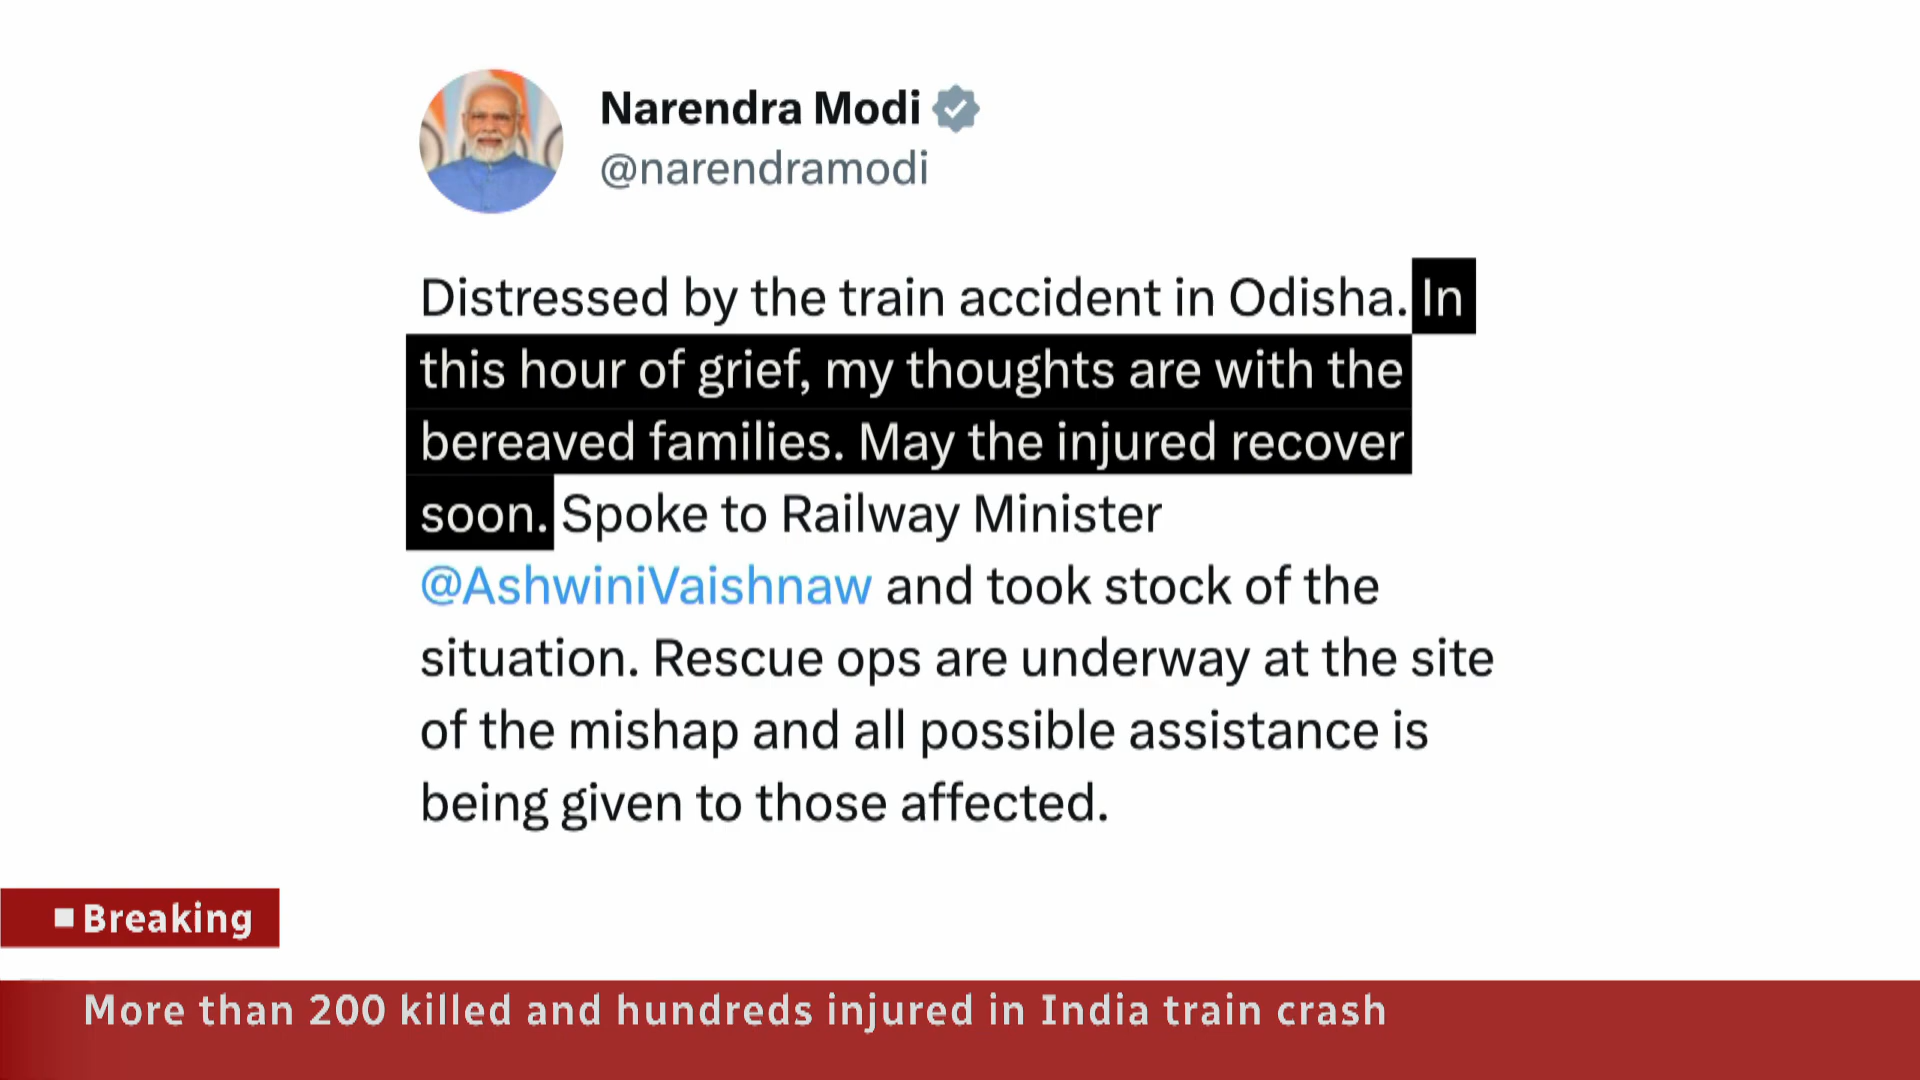 Narendra Modi
@narendramodi
Distressed by the train accident in Odisha. In
this hour of grief, my thoughts are with the
bereaved families. May the injured recover
soon. Spoke to Railway Minister
@AshwiniVaishnaw and took stock of the
situation. Rescue ops are underway at the site
of the mishap and all possible assistance is
being given to those affected.
Breaking
More than 200 killed and hundreds injured in India train crash